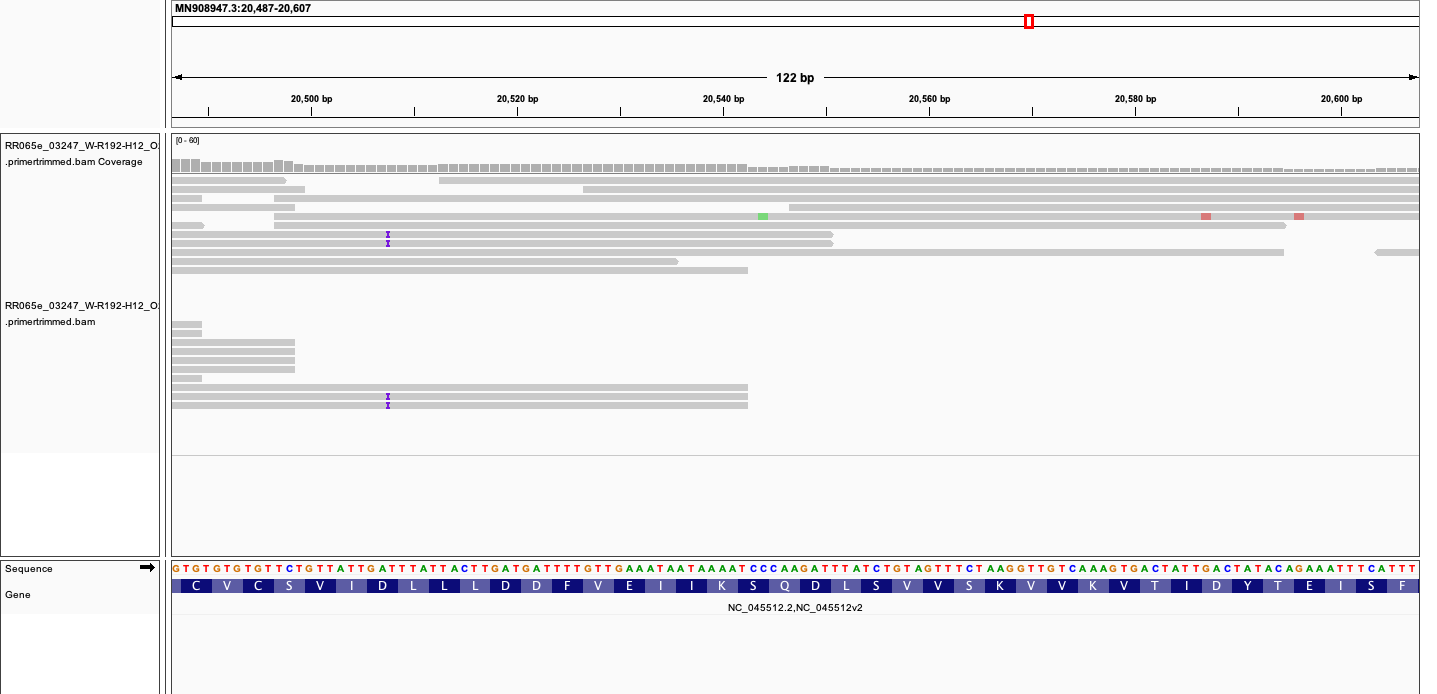 MN908947.3:20,487-20,607
122 bp
20,500 bp 20,520 bp 20,540 bp 20,560 bp 20,580 bp 20,600 bp
[0 - 60]
RR065e_03247_W-R192-H12_O
.primertrimmed.bam Coverage
RR065e_03247_W-R192-H12_O
.primertrimmed.bam
Sequence
GTGTGTGTGTTCTGTTATTGATTTATTACTTGATGATTTTGTTGAAATAATAAAATCCCAAGATTTATCTGTAGTTTCTAAGGTTGTCAAAGTGACTATTGACTATACAGAAATTTCATTT
Gene
C V C S V I D L L L D D F V E I I K S Q D L S V V S K V V K V T I D Y T E I S F
NC_045512.2,NC_045512v2